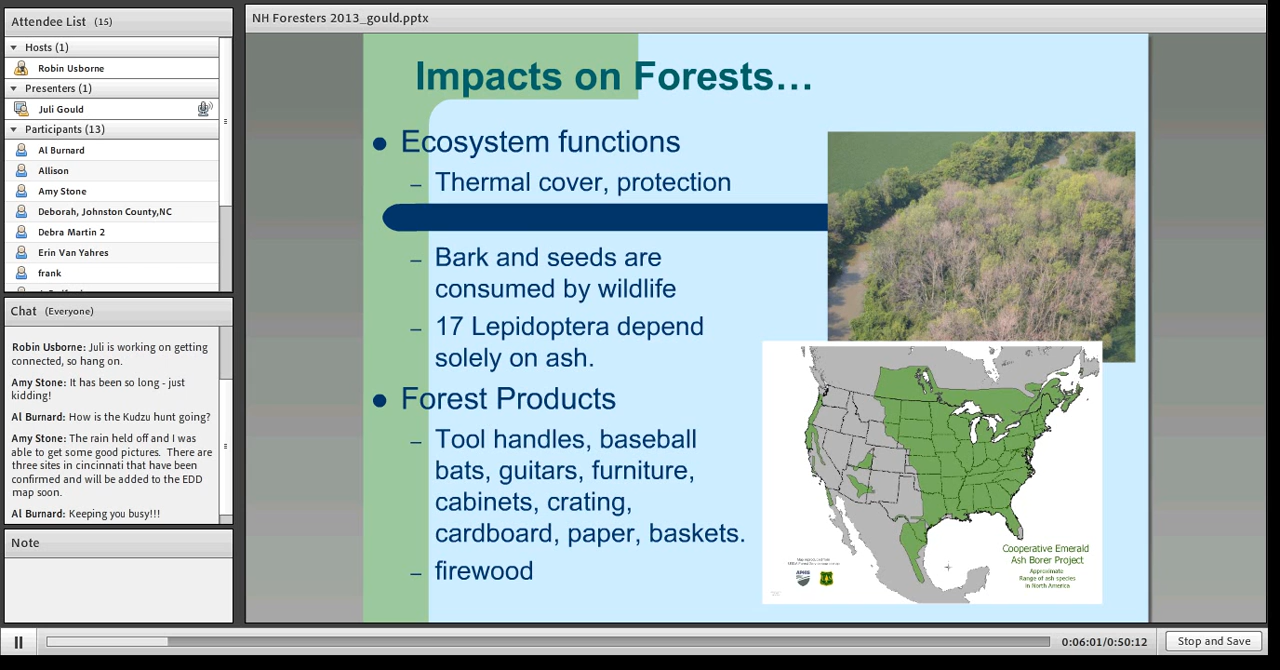 Attendee List (15)
Hosts (1)
Robin Usborne
Presenters (1)
Juli Gould
Participants (13)
Al Burnard
Allison
Amy Stone
Deborah, Johnston County,NC
Debra Martin 2
Erin Van Yahres
frank
Chat (Everyone)
Robin Usborne: Juli is working on getting
connected, so hang on.
Amy Stone: It has been so long - just
kidding!
Al Burnard: How is the Kudzu hunt going?
Amy Stone: The rain held off and I was
able to get some good pictures. There are
three sites in cincinnati that have been
confirmed and will be added to the EDD
map soon.
Al Burnard: Keeping you busy!!!
Note
NH Foresters 2013_gould.pptx
Impacts on Forests...
● Ecosystem functions
– Thermal cover, protection
– Bark and seeds are
consumed by wildlife
– 17 Lepidoptera depend
solely on ash.
● Forest Products
– Tool handles, baseball
bats, guitars, furniture,
cabinets, crating,
cardboard, paper, baskets.
– firewood
Cooperative Emerald
Ash Borer Project
Approximate
Range of ash species
in North America
0:06:01/0:50:12
Stop and Save